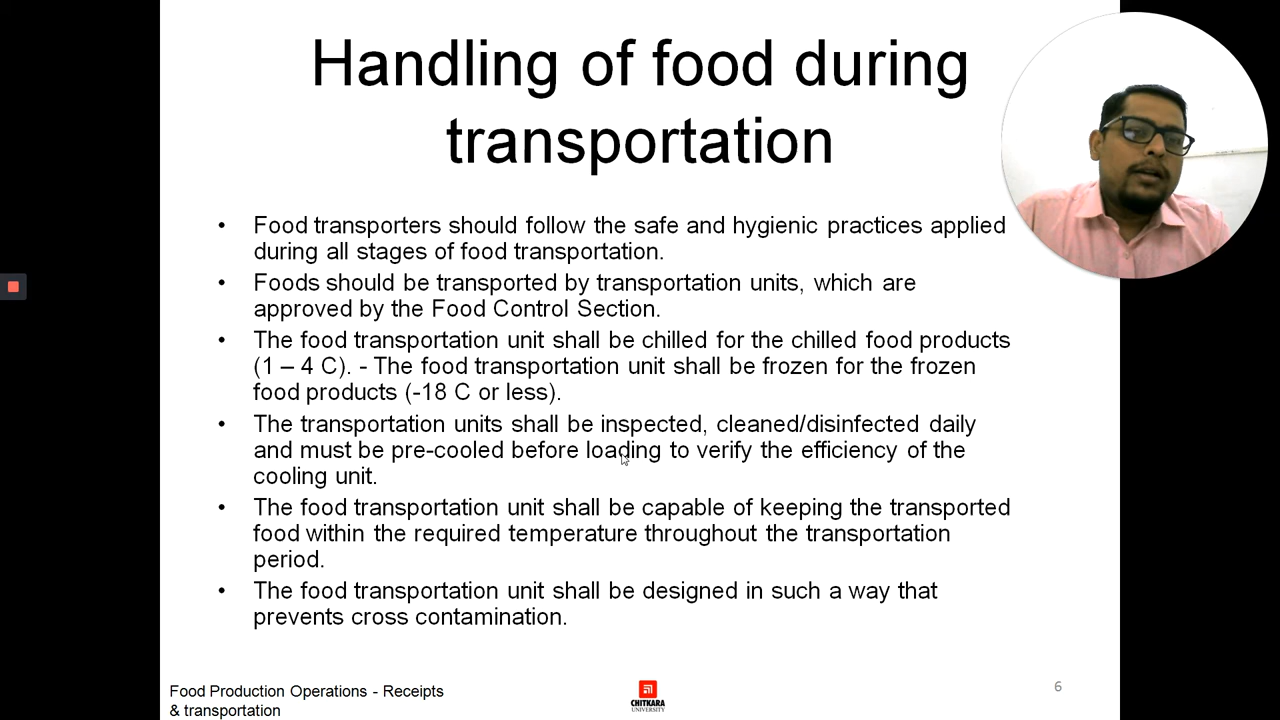 Handling of food during
transportation
• Food transporters should follow the safe and hygienic practices applied
during all stages of food transportation.
• Foods should be transported by transportation units, which are
approved by the Food Control Section.
• The food transportation unit shall be chilled for the chilled food products
(1 – 4 C). - The food transportation unit shall be frozen for the frozen
food products (-18 C or less).
• The transportation units shall be inspected, cleaned/disinfected daily
and must be pre-cooled before loading to verify the efficiency of the
cooling unit.
• The food transportation unit shall be capable of keeping the transported
food within the required temperature throughout the transportation
period.
• The food transportation unit shall be designed in such a way that
prevents cross contamination.
Food Production Operations - Receipts
& transportation
CHITKARA
UNIVERSITY
6